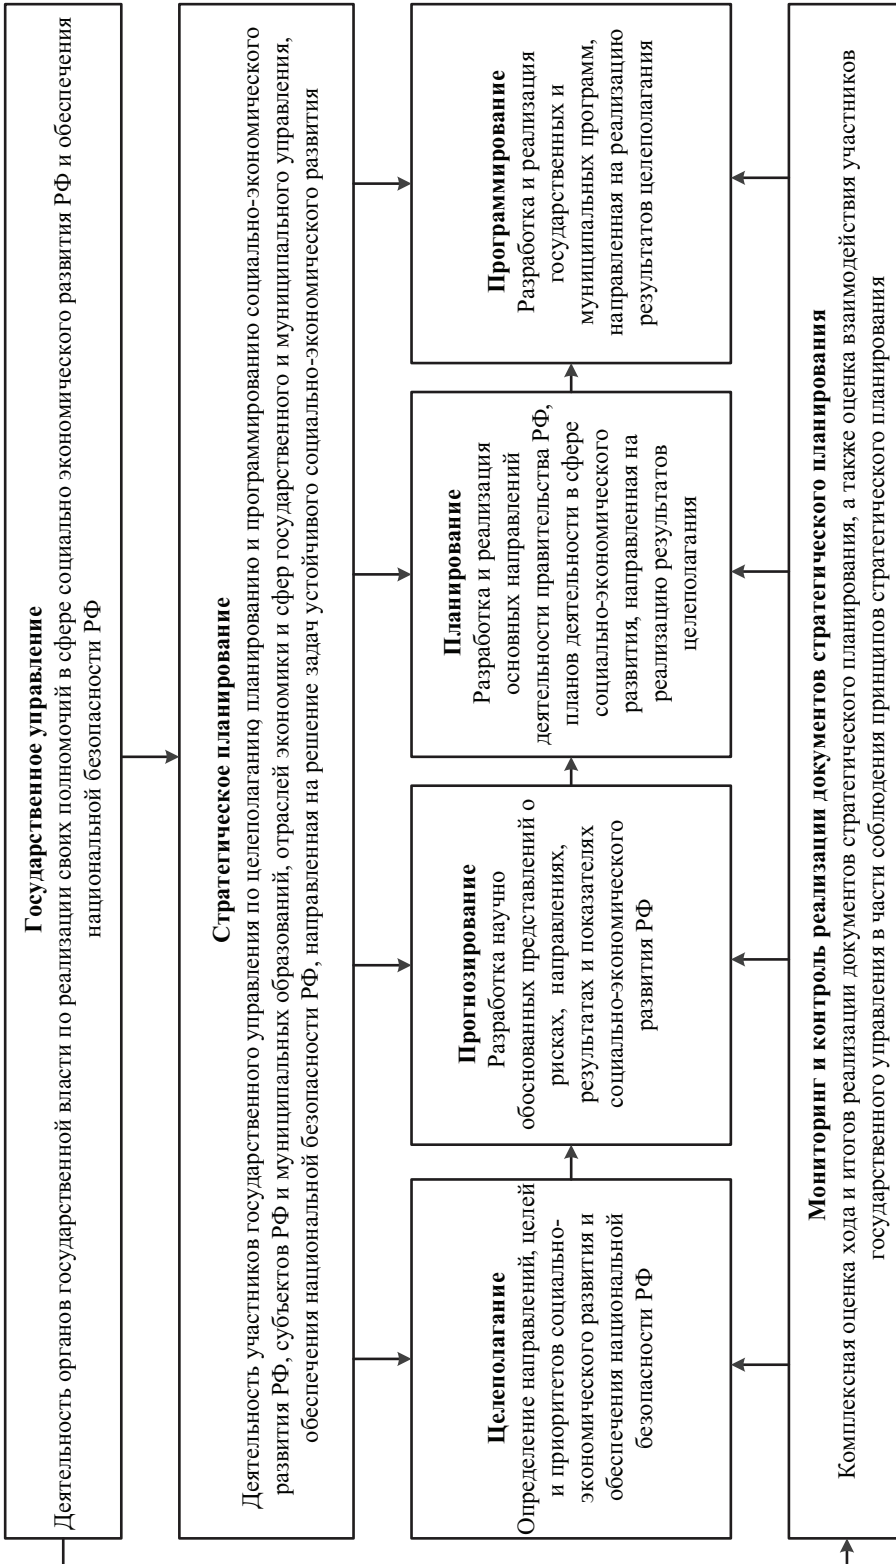 Государственное управление
Деятельность органов государственной власти по реализации своих полномочий в сфере социально экономического развития РФ и обеспечения
национальной безопасности РФ
Стратегическое планирование
Деятельность участников государственного управления по целеполаганию, планированию и программированию социально-экономического
развития РФ, субъектов РФ и муниципальных образований, отраслей экономики и сфер государственного и муниципального управления,
обеспечения национальной безопасности РФ, направленная на решение задач устойчивого социально-экономического развития
Целеполагание
Определение направлений, целей
и приоритетов социально-
экономического развития и
обеспечения национальной
безопасности РФ
Прогнозирование
Разработка научно
обоснованных представлений о
рисках, направлениях,
результатах и показателях
социально-экономического
развития РФ
Планирование
Разработка и реализация
основных направлений
деятельности правительства РФ,
планов деятельности в сфере
социально-экономического
развития, направленная на
реализацию результатов
целеполагания
Программирование
Разработка и реализация
государственных и
муниципальных программ,
направленная на реализацию
результатов целеполагания
Мониторинг и контроль реализации документов стратегического планирования
Комплексная оценка хода и итогов реализации документов стратегического планирования, а также оценка взаимодействия участников
государственного управления в части соблюдения принципов стратегического планирования